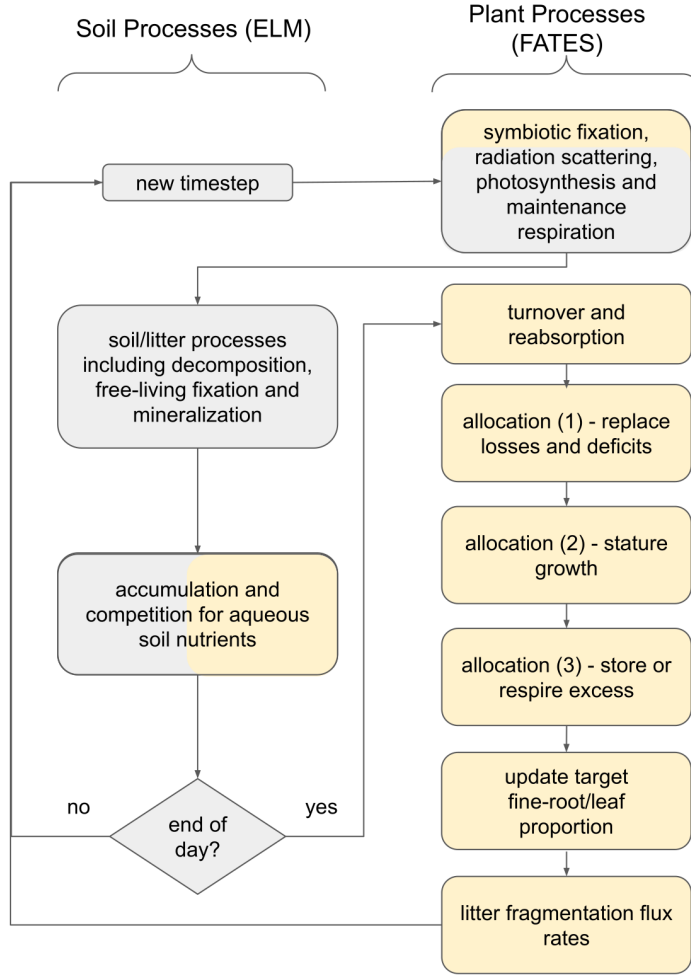 Soil Processes (ELM)
Plant Processes
(FATES)
new timestep
symbiotic fixation,
radiation scattering,
photosynthesis and
maintenance
respiration
soil/litter processes
including decomposition,
free-living fixation and
mineralization
accumulation and
competition for aqueous
soil nutrients
end of
day?
no
yes
turnover and
reabsorption
allocation (1) - replace
losses and deficits
allocation (2) - stature
growth
allocation (3) - store or
respire excess
update target
fine-root/leaf
proportion
litter fragmentation flux
rates